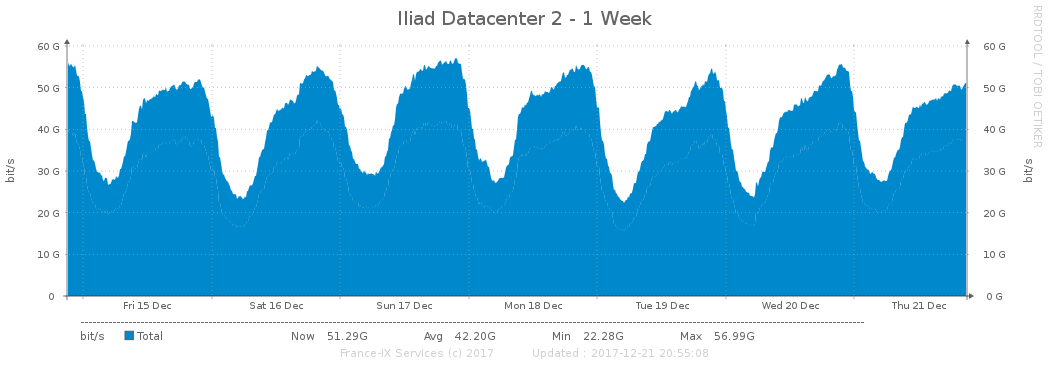 Iliad Datacenter 2 - 1 Week
RRDTOOL / TOBI OETIKER
60 G 60 G
50 G 50 G
40 G 40 G
30 G 30 G
20 G 20 G
10 G 10 G
0 0 G
bit/s bit/s
Fri 15 Dec Sat 16 Dec Sun 17 Dec Mon 18 Dec Tue 19 Dec Wed 20 Dec Thu 21 Dec
bit/s Total Now 51.29G Avg 42.20G Min 22.28G Max 56.99G
France-IX Services (c) 2017 Updated : 2017-12-21 20:55:08